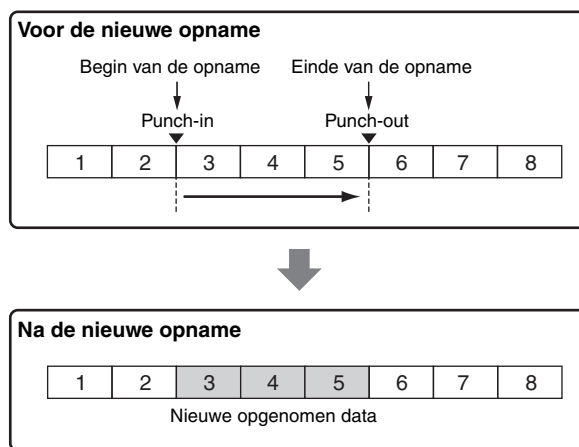 Voor de nieuwe opname
Begin van de opname Einde van de opname
Punch-in Punch-out
1 2 3 4 5 6 7 8
Na de nieuwe opname
1 2 3 4 5 6 7 8
Nieuwe opgenomen data